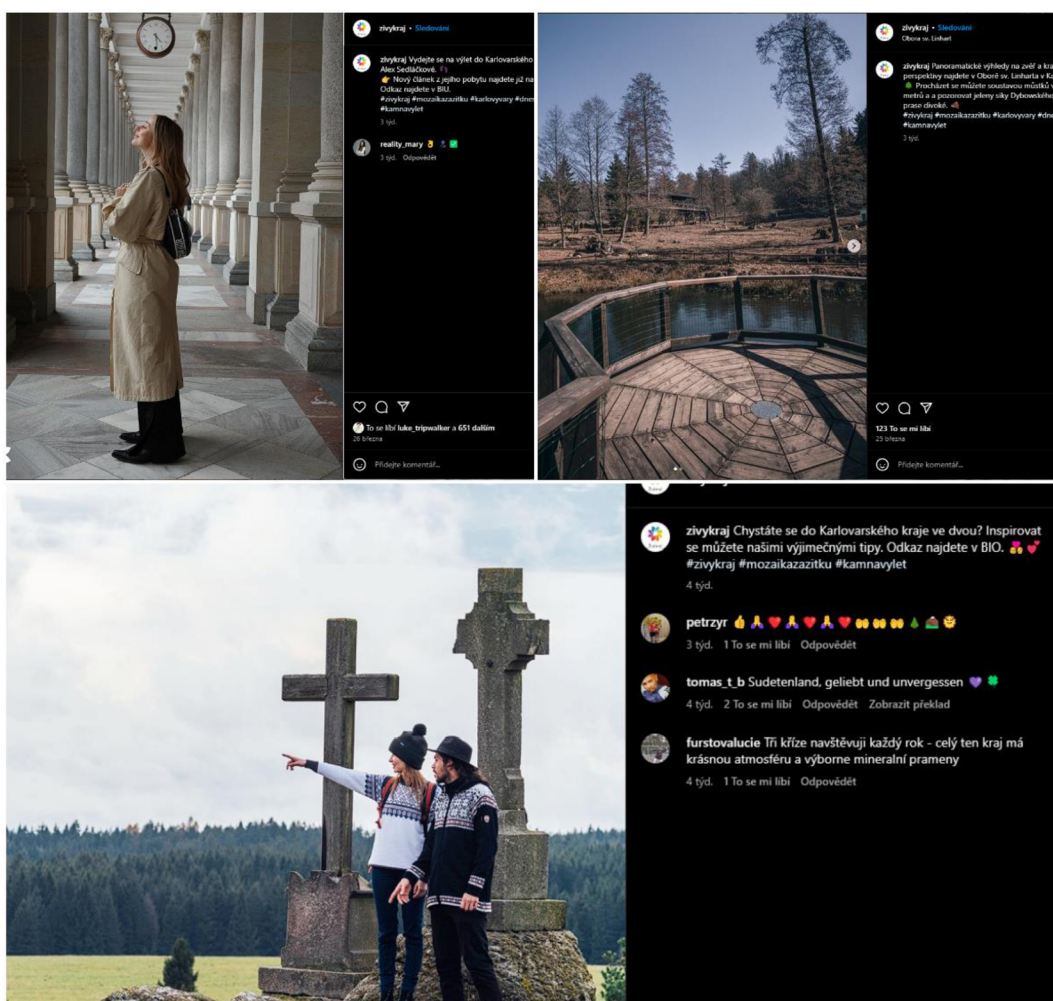 zivykraj • Sledování
zivykraj Vydejte se na výlet do Karlovarského
Alex Sedláčkové. 👣
👉 Nový článek z jejího pobytu najdete již na
Odkaz najdete v BIU.
#zivykraj #mozaikazazitku #karlovyvary
#kamnavylet
3 týd.
reality_mary 👌 ✅
3 týd. Odpovědět
To se líbí luke_tripwalker a 651 dalším
26 března
Přidejte komentář...
zivykraj • Sledování
Obora sv. Linhart
zivykraj Panoramatické výhledy na zvěř a
perspektivy najdete v Oboře sv. Linharta v
Procházet se můžete soustavou můstků
metrů a a pozorovat jeleny siky Dybowského
prase divoké. 🐗
#zivykraj #mozaikazazitku #karlovyvary
#kamnavylet
3 týd.
123 To se mi líbí
25 března
Přidejte komentář...
zivykraj Chystáte se do Karlovarského kraje ve dvou? Inspirovat
se můžete našimi výjimečnými tipy. Odkaz najdete v BIO. 💑 💕
#zivykraj #mozaikazazitku #kamnavylet
4 týd.
petrzyr 👍🙏❤️🙏❤️🙏❤️👐👐👐🌲
3 týd. 1 To se mi líbí Odpovědět
tomas_t_b Sudetenland, geliebt und unvergessen 💜 🍀
4 týd. 2 To se mi líbí Odpovědět Zobrazit překlad
furstovalucie Tři kříze navštěvuji každý rok - celý ten kraj má
krásnou atmosféru a výborne mineralní prameny
4 týd. 1 To se mi líbí Odpovědět